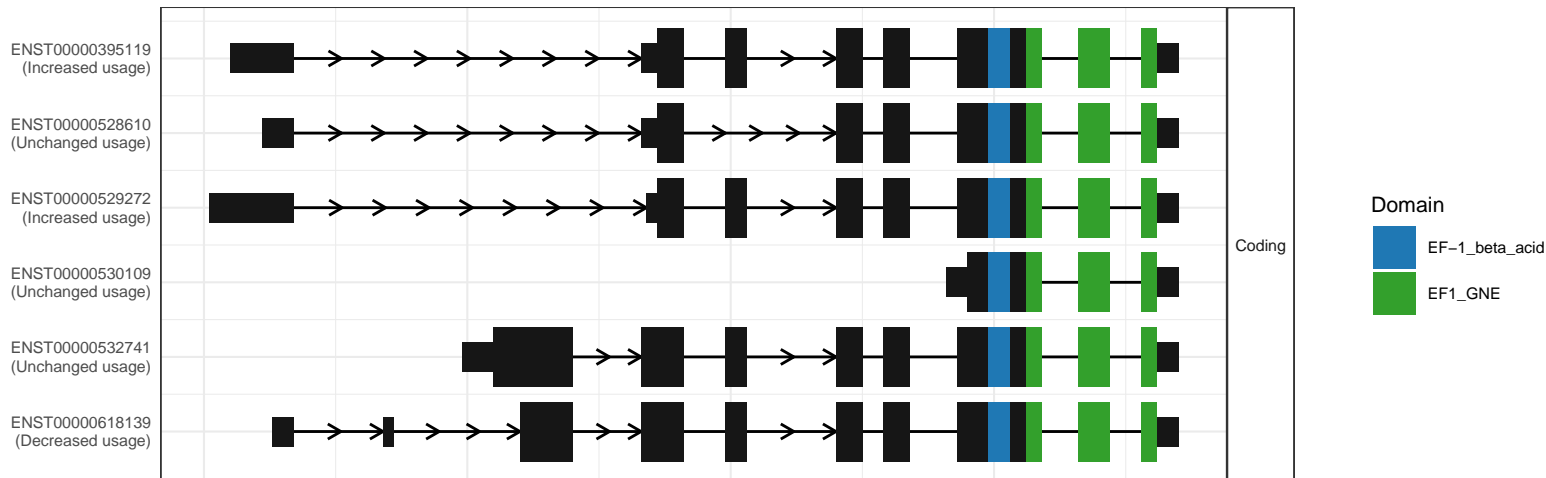 ENST00000395119
(Increased usage)
ENST00000528610
(Unchanged usage)
ENST00000529272
(Increased usage)
ENST00000530109
(Unchanged usage)
ENST00000532741
(Unchanged usage)
ENST00000618139
(Decreased usage)
Coding
Domain
EF−1_beta_acid
EF1_GNE